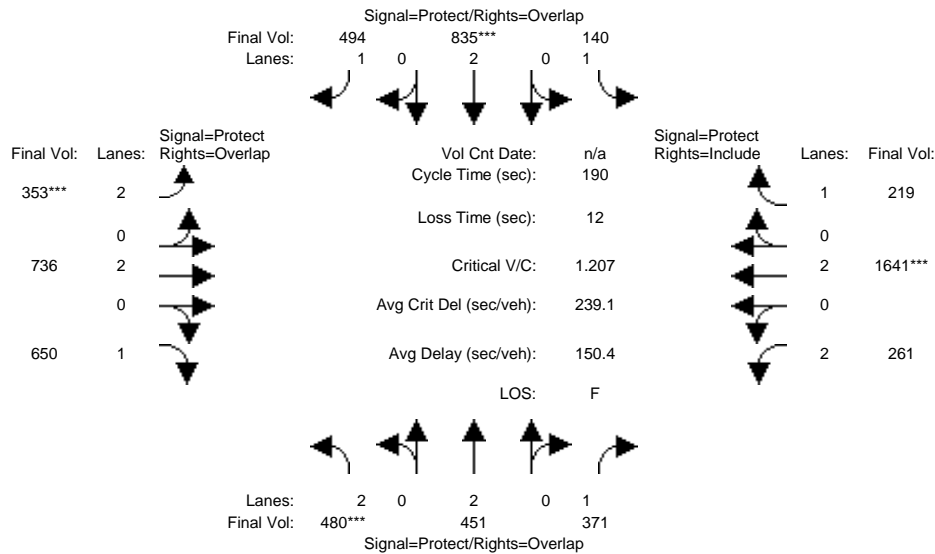 Signal=Protect/Rights=Overlap
Final Vol: 494 835*** 140
Lanes: 1 0 2 0 1
Signal=Protect Signal=Protect
Final Vol: Lanes: Rights=Overlap Vol Cnt Date: n/a Rights=Include Lanes: Final Vol:
Cycle Time (sec): 190
353*** 2 1 219
Loss Time (sec): 12
0 0
736 2 Critical V/C: 1.207 2 1641***
0 Avg Crit Del (sec/veh): 239.1 0
650 1 Avg Delay (sec/veh): 150.4 2 261
LOS: F
Lanes: 2 0 2 0 1
Final Vol: 480*** 451 371
Signal=Protect/Rights=Overlap